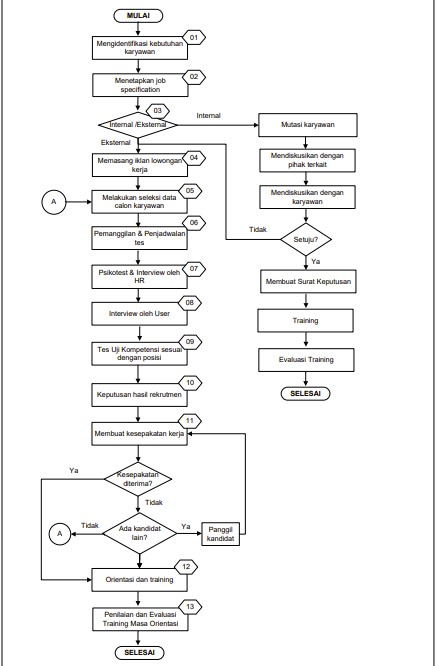 MULAI
01
Mengidentifikasi kebutuhan
karyawan
02
Menetapkan job
specification
03
Internal /Eksternal
Internal
Eksternal
Mutasi karyawan
04
Memasang iklan lowongan
kerja
Mendiskusikan dengan
pihak terkait
05
A
Melakukan seleksi data
calon karyawan
Mendiskusikan dengan
karyawan
06
Pemanggilan & Penjadwalan
tes
Tidak
Setuju?
Ya
07
Psikotest & Interview oleh
HR
Membuat Surat Keputusan
08
Interview oleh User
Training
09
Tes Uji Kompetensi sesuai
dengan posisi
Evaluasi Training
10
Keputusan hasil rekrutmen
SELESAI
11
Membuat kesepakatan kerja
Ya
Kesepakatan
diterima?
Tidak
A
Tidak
Ada kandidat
lain?
Ya
Panggil
kandidat
12
Orientasi dan training
13
Penilaian dan Evaluasi
Training Masa Orientasi
SELESAI